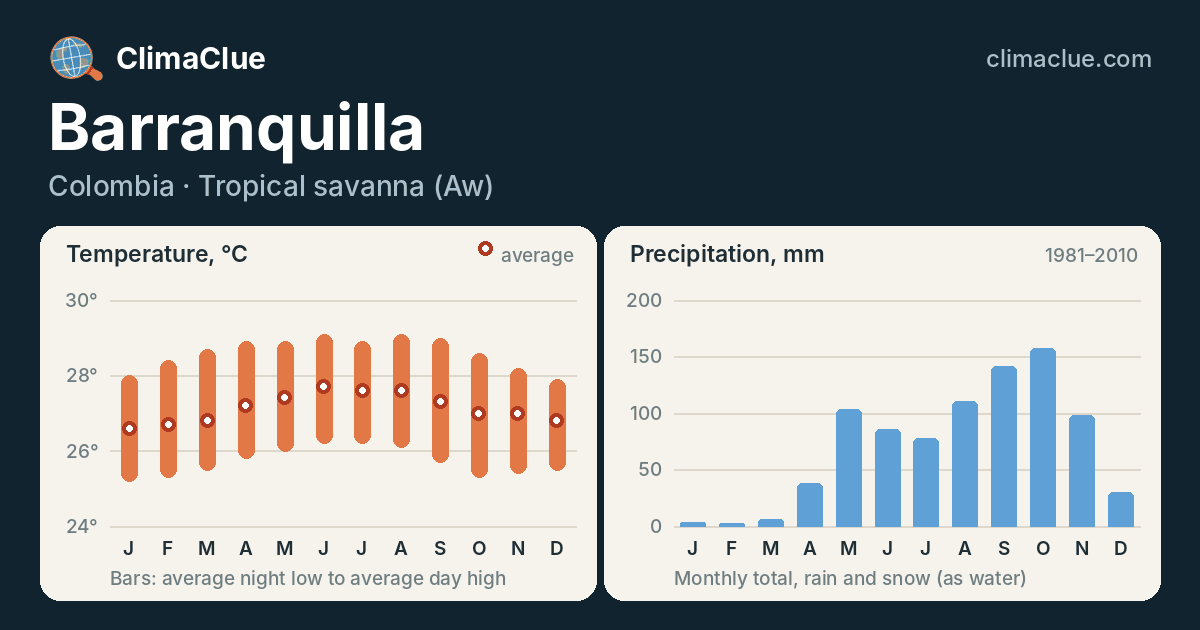 ClimaClue
climaclue.com
Barranquilla
Colombia · Tropical savanna (Aw)
Temperature, °C
average
30°
28°
26°
24°
J F M A M J J A S O N D
Bars: average night low to average day high
Precipitation, mm
1981–2010
200
150
100
50
0
J F M A M J J A S O N D
Monthly total, rain and snow (as water)